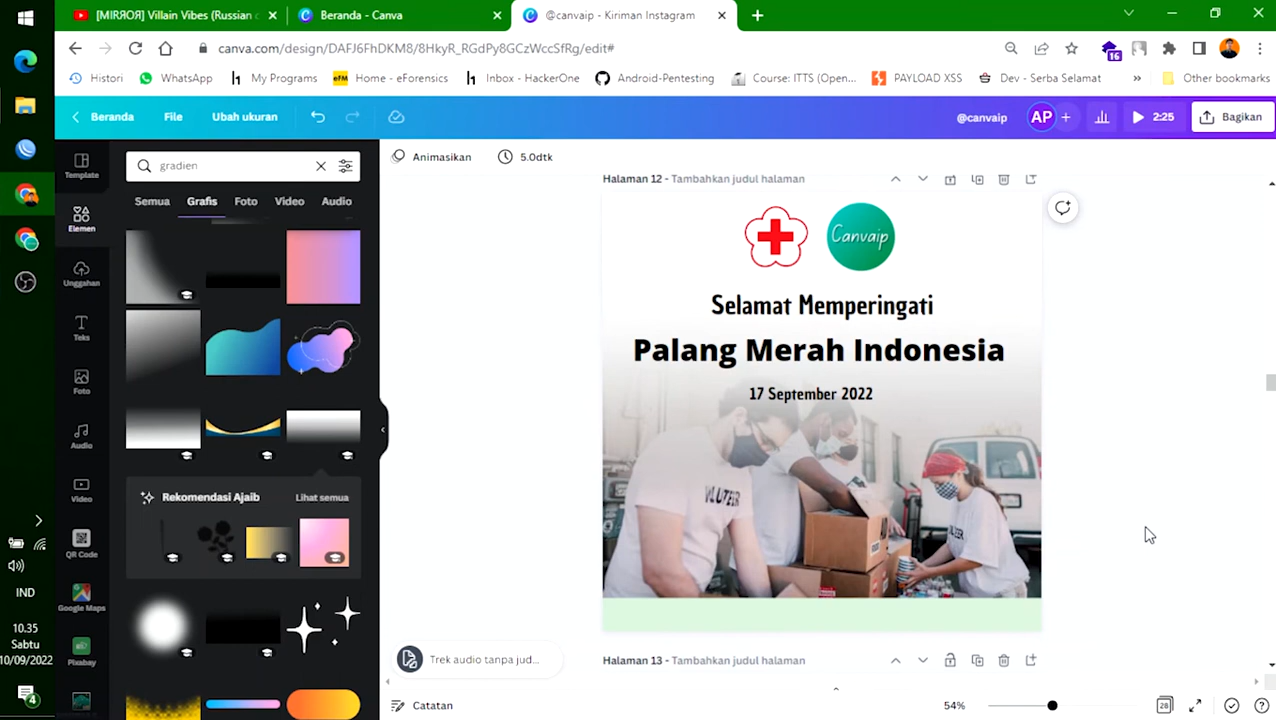 [MIRЯOЯ] Villain Vibes (Russian c
Beranda - Canva
@canvaip - Kiriman Instagram
canva.com/design/DAFJ6FhDKM8/8HkyR_RGdPy8GCzWccSfRg/edit#
16
Histori
WhatsApp
My Programs
Home - eForensics
Inbox - HackerOne
Android-Pentesting
Course: ITTS (Open...
PAYLOAD XSS
Dev - Serba Selamat
Other bookmarks
Beranda
File
Ubah ukuran
@canvaip
AP
2:25
Bagikan
Template
Elemen
Unggahan
Teks
Foto
Audio
Video
QR Code
Google Maps
Pixabay
gradien
Semua
Grafis
Foto
Video
Audio
Rekomendasi Ajaib
Lihat semua
Animasikan
5.0dtk
Halaman 12 - Tambahkan judul halaman
Canvaip
Selamat Memperingati
Palang Merah Indonesia
17 September 2022
VLUTEER
VOLUNTEER
Halaman 13 - Tambahkan judul halaman
Trek audio tanpa jud...
Catatan
54%
28
IND
10.35
Sabtu
10/09/2022
4